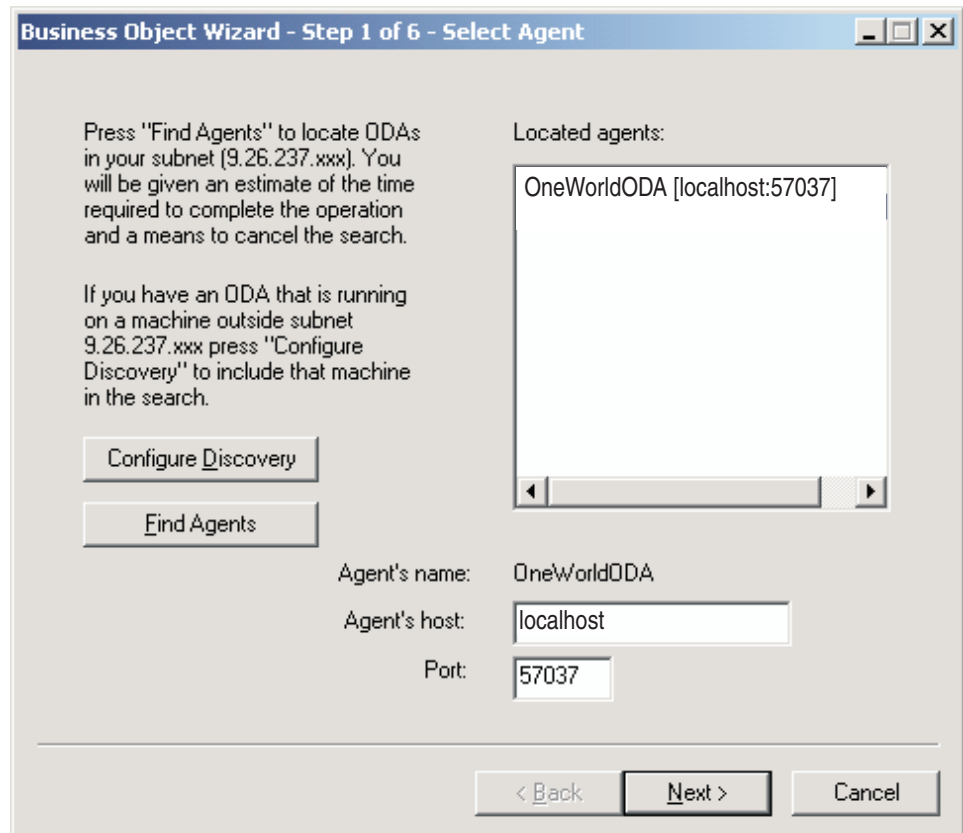 Business Object Wizard - Step 1 of 6 - Select Agent
Press "Find Agents" to locate ODAs
in your subnet (9.26.237.xxx). You
will be given an estimate of the time
required to complete the operation
and a means to cancel the search.
If you have an ODA that is running
on a machine outside subnet
9.26.237.xxx press "Configure
Discovery" to include that machine
in the search.
Configure Discovery
Find Agents
Located agents:
OneWorldODA [localhost:57037]
Agent's name: OneWorldODA
Agent's host: localhost
Port: 57037
< Back Next > Cancel